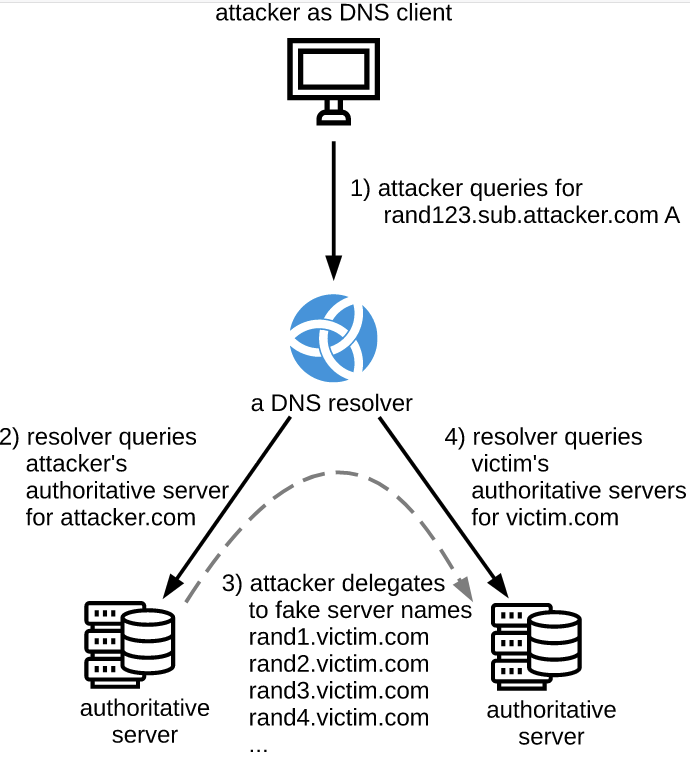 attacker as DNS client
1) attacker queries for
rand123.sub.attacker.com A
a DNS resolver
2) resolver queries
attacker's
authoritative server
for attacker.com
4) resolver queries
victim's
authoritative servers
for victim.com
3) attacker delegates
to fake server names
rand1.victim.com
rand2.victim.com
rand3.victim.com
rand4.victim.com
...
authoritative
server
authoritative
server